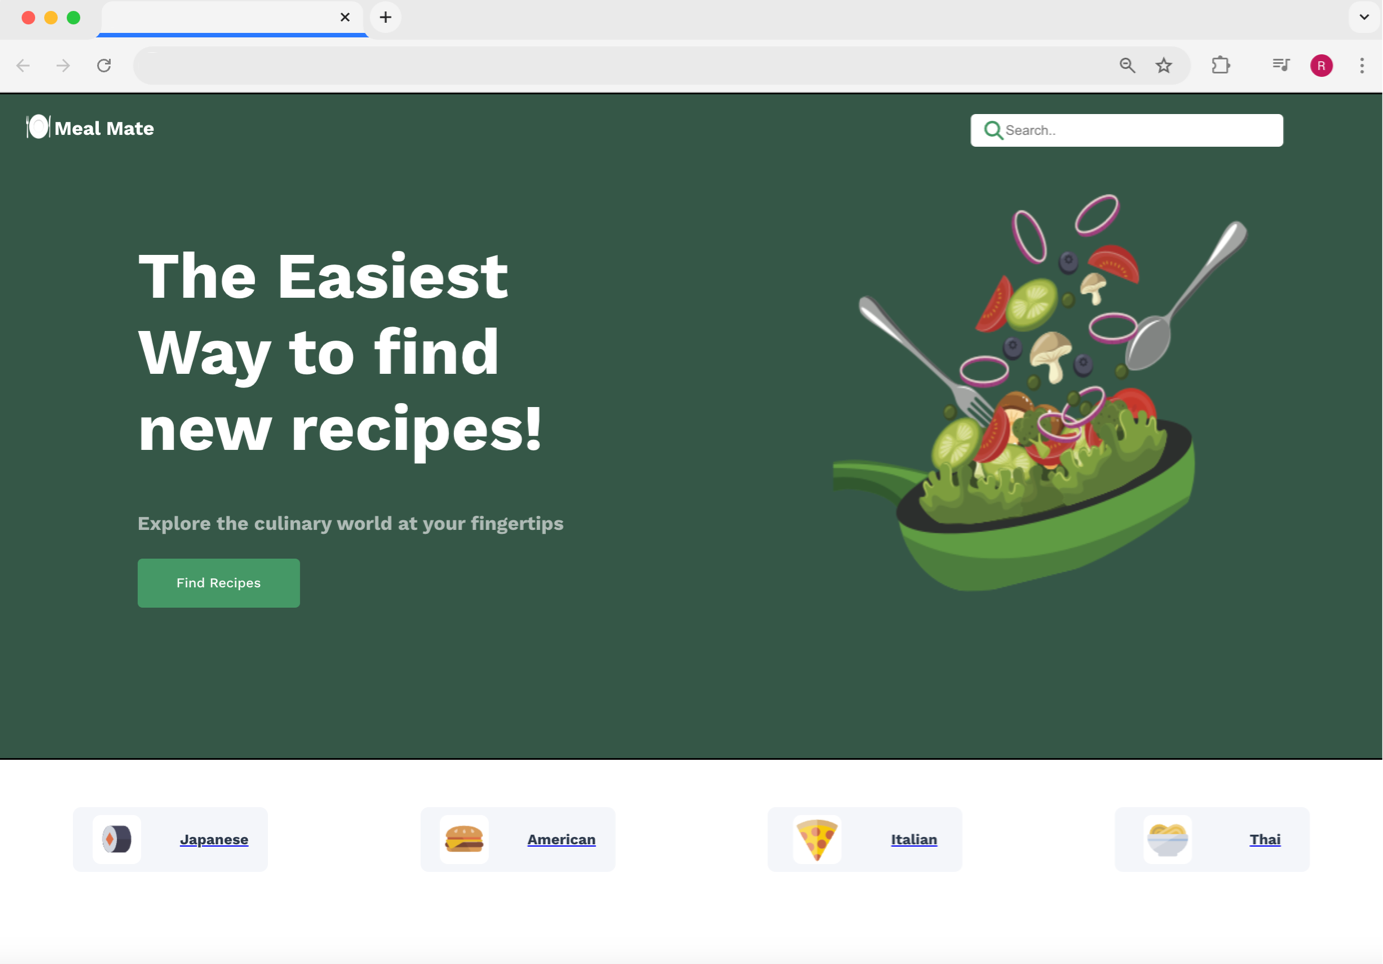 R
Meal Mate
Search..
The Easiest
Way to find
new recipes!
Explore the culinary world at your fingertips
Find Recipes
Japanese
American
Italian
Thai